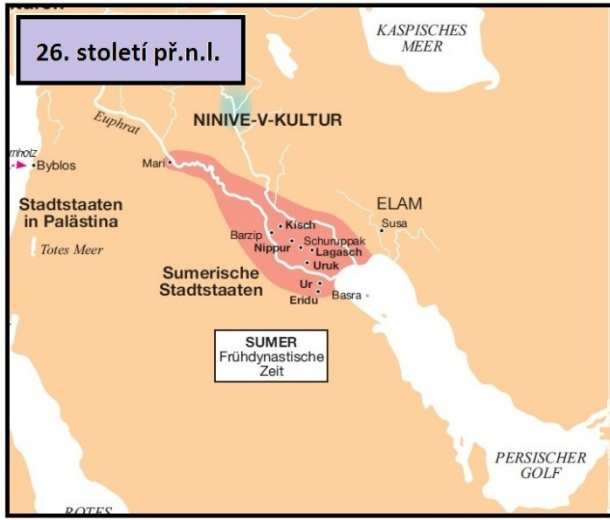 26. století př.n.l.
KASPISCHES
MEER
Euphrat
NINIVE-V-KULTUR
Byblos
Mari
Stadtstaaten
in Palästina
Totes Meer
ELAM
Susa
Kisch
Barzip
Schuruppak
Nippur
Lagasch
Uruk
Sumerische
Stadtstaaten
Ur
Eridu
Basra
SUMER
Frühdynastische
Zeit
PERSISCHER
GOLF